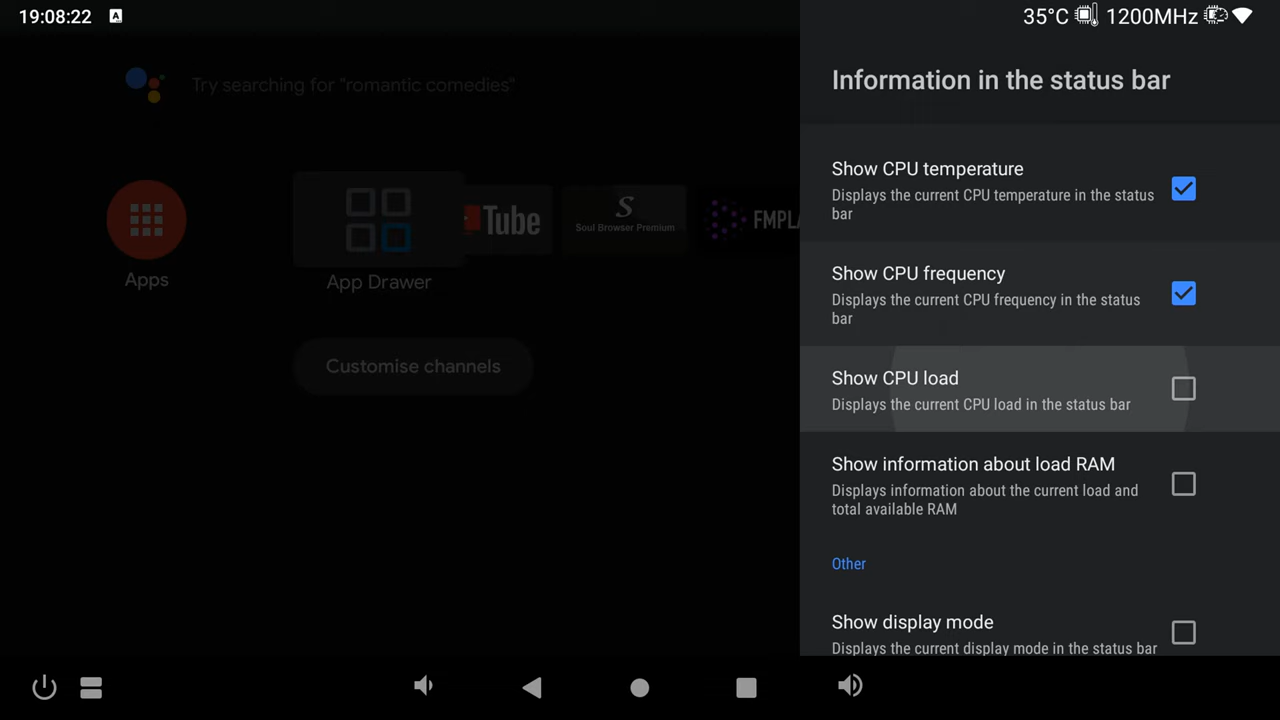 19:08:22 A
35°C 1200MHz
Try searching for "romantic comedies"
Apps
App Drawer
Tube
S
Soul Browser Premium
FMPLA
Customise channels
Information in the status bar
Show CPU temperature
Displays the current CPU temperature in the status
bar
Show CPU frequency
Displays the current CPU frequency in the status
bar
Show CPU load
Displays the current CPU load in the status bar
Show information about load RAM
Displays information about the current load and
total available RAM
Other
Show display mode
Displays the current display mode in the status bar